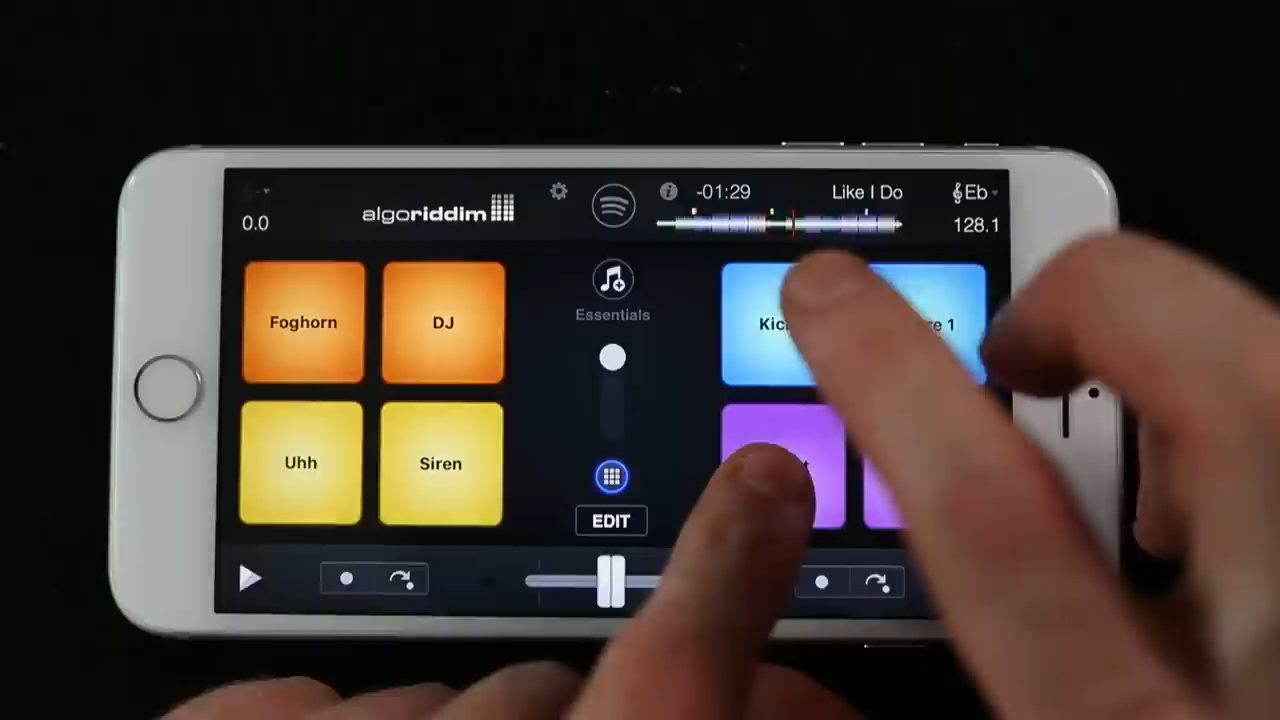 -01:29 Like I Do Eb
0.0 algoriddim 128.1
Foghorn DJ
Essentials
Uhh Siren
EDIT